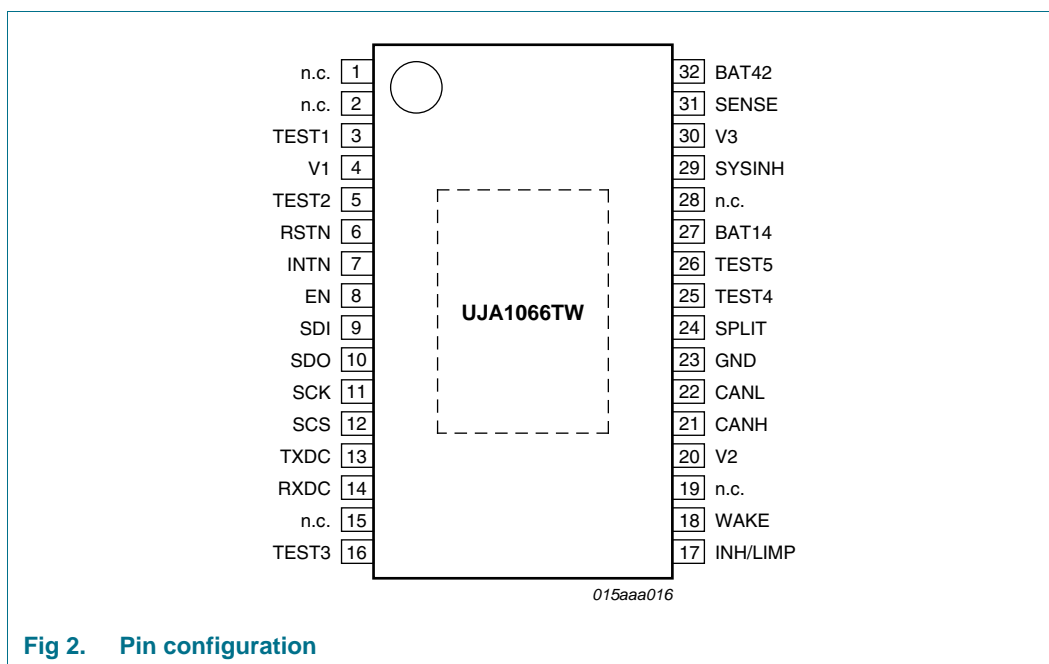 n.c. 1 32 BAT42
n.c. 2 31 SENSE
TEST1 3 30 V3
V1 4 29 SYSINH
TEST2 5 28 n.c.
RSTN 6 27 BAT14
INTN 7 26 TEST5
EN 8 25 TEST4
UJA1066TW
SDI 9 24 SPLIT
SDO 10 23 GND
SCK 11 22 CANL
SCS 12 21 CANH
TXDC 13 20 V2
RXDC 14 19 n.c.
n.c. 15 18 WAKE
TEST3 16 17 INH/LIMP
015aaa016
Fig 2. Pin configuration